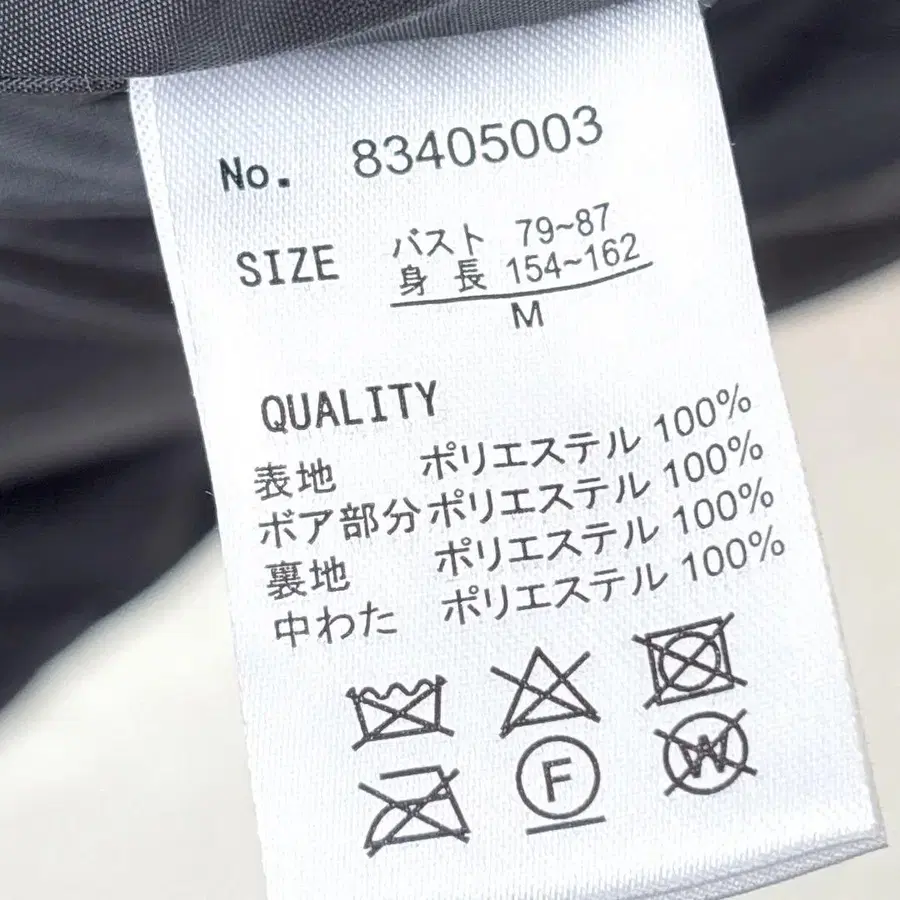 No. 83405003
SIZE バスト 79~87
身長 154~162
M
QUALITY
表地 ポリエステル 100%
ボア部分 ポリエステル 100%
裏地 ポリエステル 100%
中わた ポリエステル 100%
F W